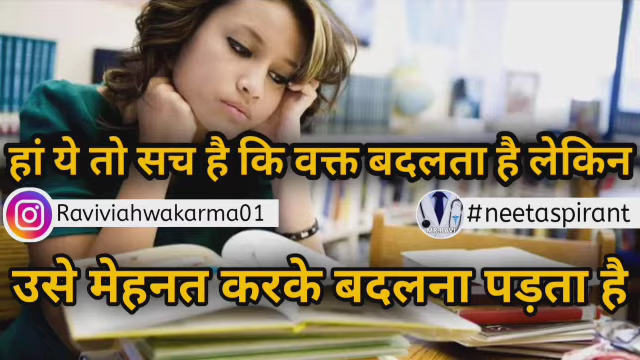 हां ये तो सच है कि वक्त बदलता है लेकिन
Raviviahwakarma01
#neetaspirant
उसे मेहनत करके बदलना पड़ता है